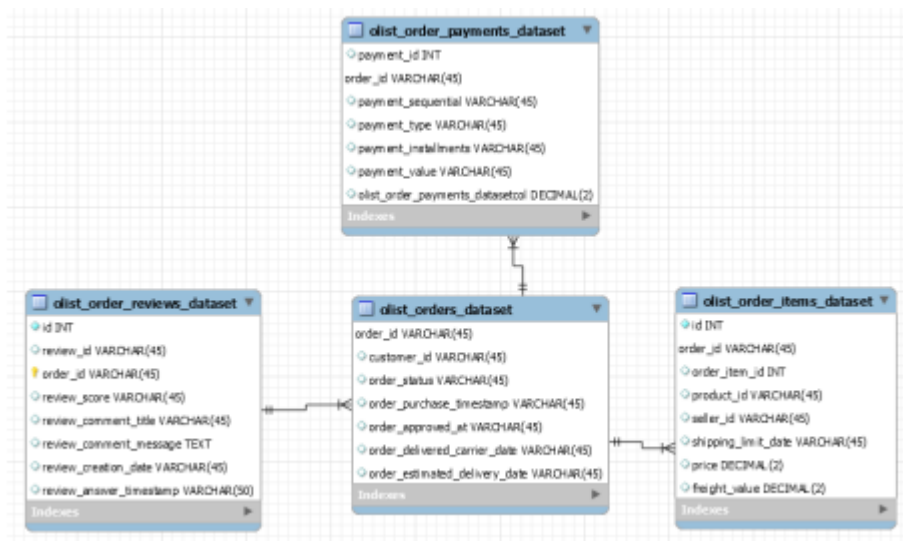 olist_order_payments_dataset
payment_id INT
order_id VARCHAR(45)
payment_sequential VARCHAR(45)
payment_type VARCHAR(45)
payment_installments VARCHAR(45)
payment_value VARCHAR(45)
olist_order_payments_datasetcol DECIMAL(2)
Indexes
olist_order_reviews_dataset
id INT
review_id VARCHAR(45)
order_id VARCHAR(45)
review_score VARCHAR(45)
review_comment_title VARCHAR(45)
review_comment_message TEXT
review_creation_date VARCHAR(45)
review_answer_timestamp VARCHAR(50)
Indexes
olist_orders_dataset
order_id VARCHAR(45)
customer_id VARCHAR(45)
order_status VARCHAR(45)
order_purchase_timestamp VARCHAR(45)
order_approved_at VARCHAR(45)
order_delivered_carrier_date VARCHAR(45)
order_estimated_delivery_date VARCHAR(45)
Indexes
olist_order_items_dataset
id INT
order_id VARCHAR(45)
order_item_id INT
product_id VARCHAR(45)
seller_id VARCHAR(45)
shipping_limit_date VARCHAR(45)
price DECIMAL(2)
freight_value DECIMAL(2)
Indexes